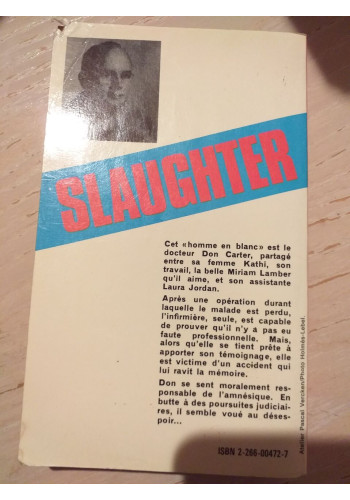 SLAUGHTER
Cet «homme en blanc» est le
docteur Don Carter, partagé
entre sa femme Kathi, son
travail, la belle Miriam Lamber
qu'il aime, et son assistante
Laura Jordan.
Après une opération durant
laquelle le malade est perdu,
l'infirmière, seule, est capable
de prouver qu'il n'y a pas eu
faute professionnelle. Mais,
alors qu'elle se tient prête à
apporter son témoignage, elle
est victime d'un accident qui
lui ravit la mémoire.
Don se sent moralement res-
ponsable de l'amnésique. En
butte à des poursuites judiciai-
res, il semble voué au déses-
poir...
ISBN 2-266-00472-7
Atelier Pascal Vercken/Photo Holmès-Lebel.